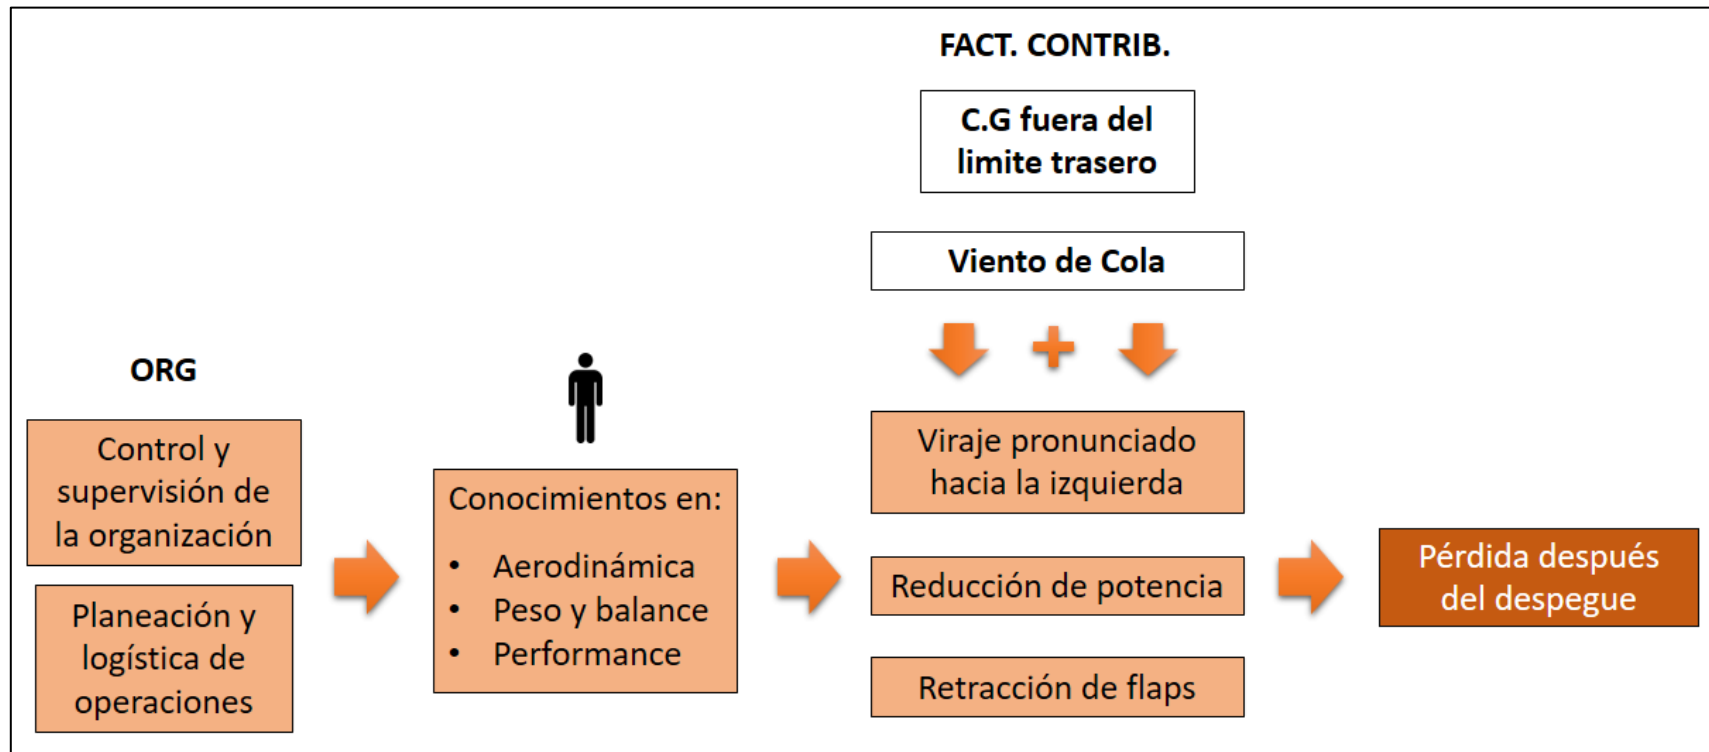 ORG
Control y
supervisión de
la organización
Planeación y
logística de
operaciones
Conocimientos en:
• Aerodinámica
• Peso y balance
• Performance
FACT. CONTRIB.
C.G fuera del
limite trasero
Viento de Cola
Viraje pronunciado
hacia la izquierda
Reducción de potencia
Retracción de flaps
Pérdida después
del despegue